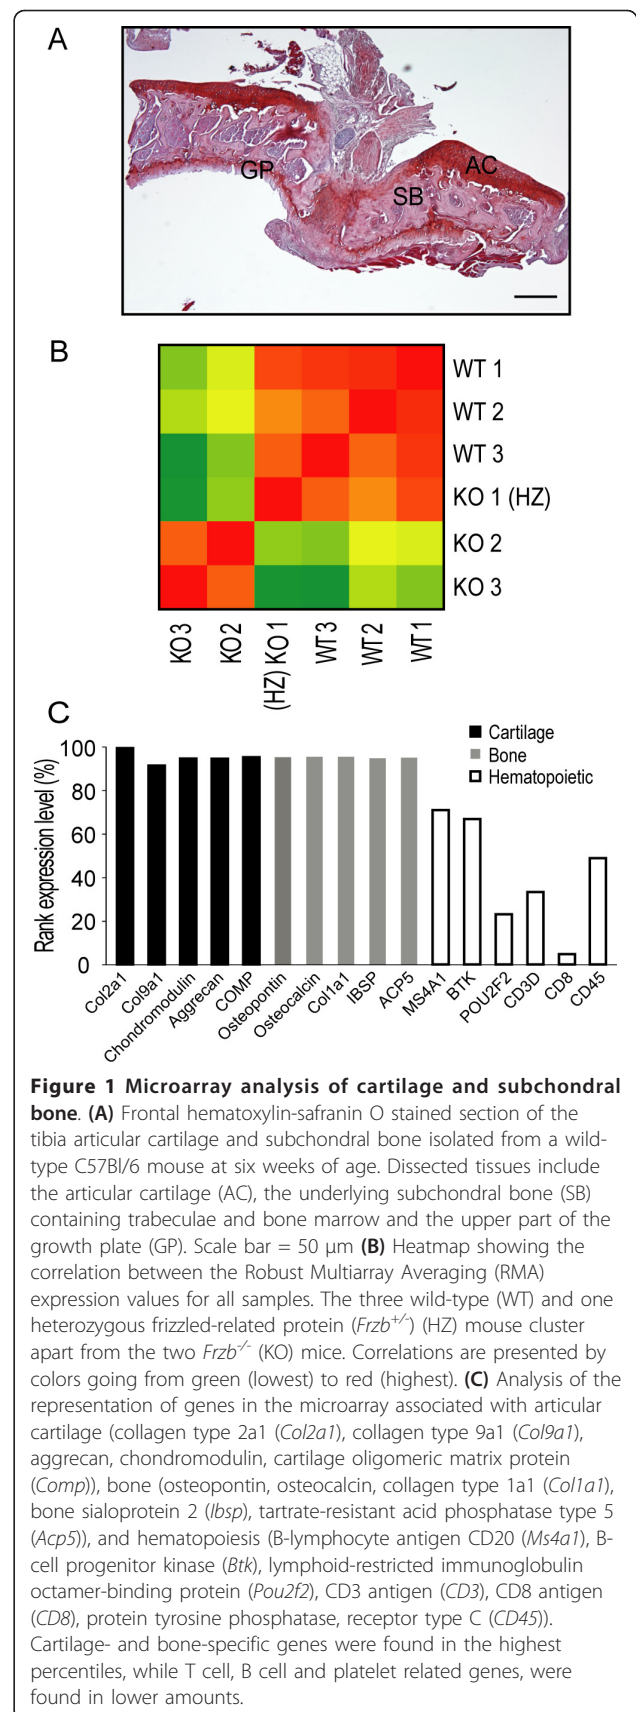 A
GP
AC
SB
B
WT 1
WT 2
WT 3
KO 1 (HZ)
KO 2
KO 3
KO3
KO2
(HZ) KO1
WT3
WT2
WT1
C
Cartilage
Bone
Hematopoietic
Rank expression level (%)
100
80
60
40
20
0
Col2a1
Col9a1
Chondromodulin
Aggrecan
COMP
Osteopontin
Osteocalcin
Col1a1
IBSP
ACP5
MS4A1
BTK
POU2F2
CD3D
CD8
CD45
Figure 1 Microarray analysis of cartilage and subchondral
bone. (A) Frontal hematoxylin-safranin O stained section of the
tibia articular cartilage and subchondral bone isolated from a wild-
type C57Bl/6 mouse at six weeks of age. Dissected tissues include
the articular cartilage (AC), the underlying subchondral bone (SB)
containing trabeculae and bone marrow and the upper part of the
growth plate (GP). Scale bar = 50 μm (B) Heatmap showing the
correlation between the Robust Multiarray Averaging (RMA)
expression values for all samples. The three wild-type (WT) and one
heterozygous frizzled-related protein (Frzb+/-) (HZ) mouse cluster
apart from the two Frzb-/- (KO) mice. Correlations are presented by
colors going from green (lowest) to red (highest). (C) Analysis of the
representation of genes in the microarray associated with articular
cartilage (collagen type 2a1 (Col2a1), collagen type 9a1 (Col9a1),
aggrecan, chondromodulin, cartilage oligomeric matrix protein
(Comp)), bone (osteopontin, osteocalcin, collagen type 1a1 (Col1a1),
bone sialoprotein 2 (Ibsp), tartrate-resistant acid phosphatase type 5
(Acp5)), and hematopoiesis (B-lymphocyte antigen CD20 (Ms4a1), B-
cell progenitor kinase (Btk), lymphoid-restricted immunoglobulin
octamer-binding protein (Pou2f2), CD3 antigen (CD3), CD8 antigen
(CD8), protein tyrosine phosphatase, receptor type C (CD45)).
Cartilage- and bone-specific genes were found in the highest
percentiles, while T cell, B cell and platelet related genes, were
found in lower amounts.